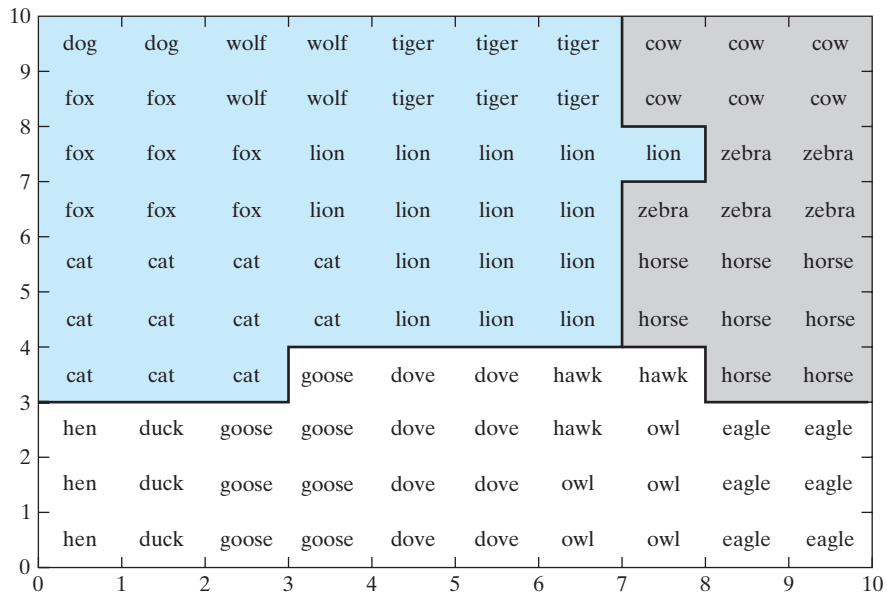 10
dog dog wolf wolf tiger tiger tiger cow cow cow
9
fox fox wolf wolf tiger tiger tiger cow cow cow
8
fox fox fox lion lion lion lion lion zebra zebra
7
fox fox fox lion lion lion lion zebra zebra zebra
6
cat cat cat cat lion lion lion horse horse horse
5
cat cat cat cat lion lion lion horse horse horse
4
cat cat cat goose dove dove hawk hawk horse horse
3
hen duck goose goose dove dove hawk owl eagle eagle
2
hen duck goose goose dove dove owl owl eagle eagle
1
hen duck goose goose dove dove owl owl eagle eagle
0
0 1 2 3 4 5 6 7 8 9 10